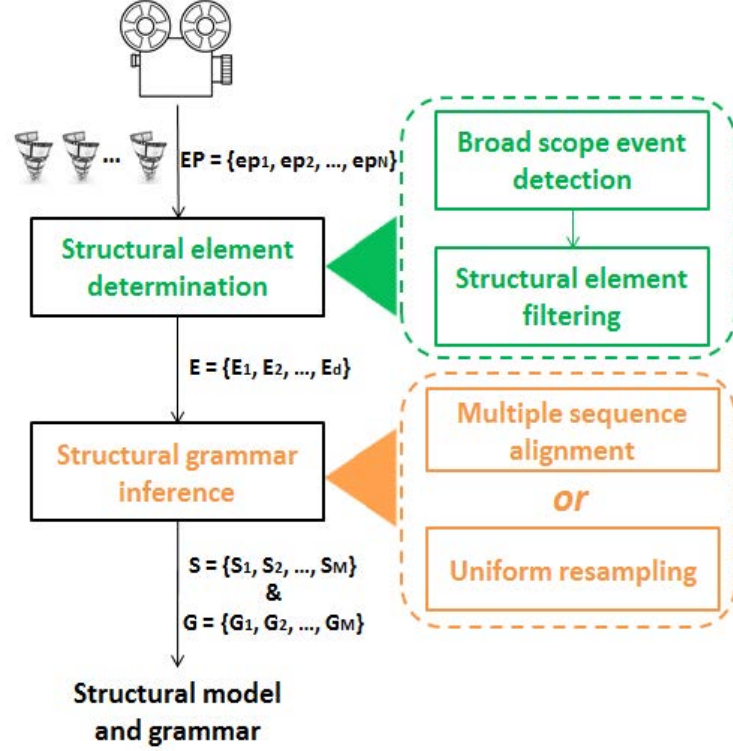 ...
EP = {ep1, ep2, ..., epN}
Broad scope event
detection
Structural element
determination
Structural element
filtering
E = {E1, E2, ..., Ed}
Multiple sequence
alignment
Structural grammar
inference
or
Uniform resampling
S = {S1, S2, ..., SM}
&
G = {G1, G2, ..., GM}
Structural model
and grammar